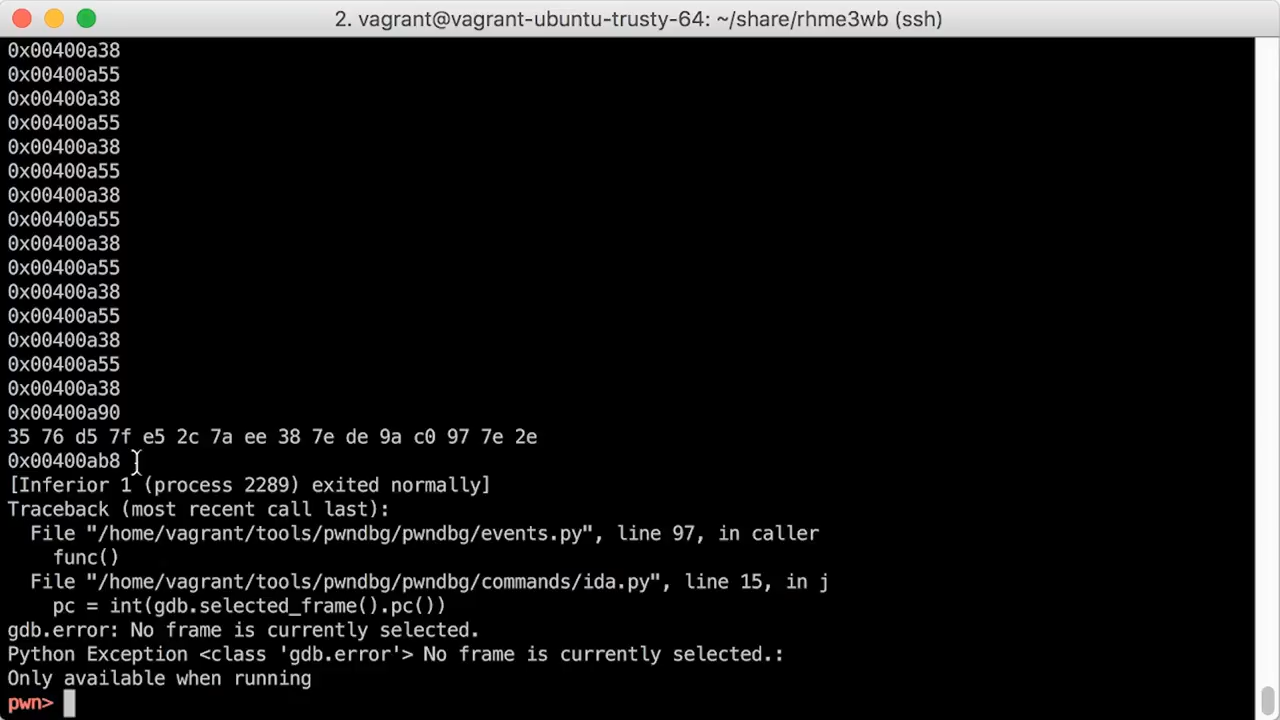 2. vagrant@vagrant-ubuntu-trusty-64: ~/share/rhme3wb (ssh)
0x00400a38
0x00400a55
0x00400a38
0x00400a55
0x00400a38
0x00400a55
0x00400a38
0x00400a55
0x00400a38
0x00400a55
0x00400a38
0x00400a55
0x00400a38
0x00400a55
0x00400a38
0x00400a90
35 76 d5 7f e5 2c 7a ee 38 7e de 9a c0 97 7e 2e
0x00400ab8
[Inferior 1 (process 2289) exited normally]
Traceback (most recent call last):
  File "/home/vagrant/tools/pwndbg/pwndbg/events.py", line 97, in caller
    func()
  File "/home/vagrant/tools/pwndbg/pwndbg/commands/ida.py", line 15, in j
    pc = int(gdb.selected_frame().pc())
gdb.error: No frame is currently selected.
Python Exception <class 'gdb.error'> No frame is currently selected.:
Only available when running
pwn>